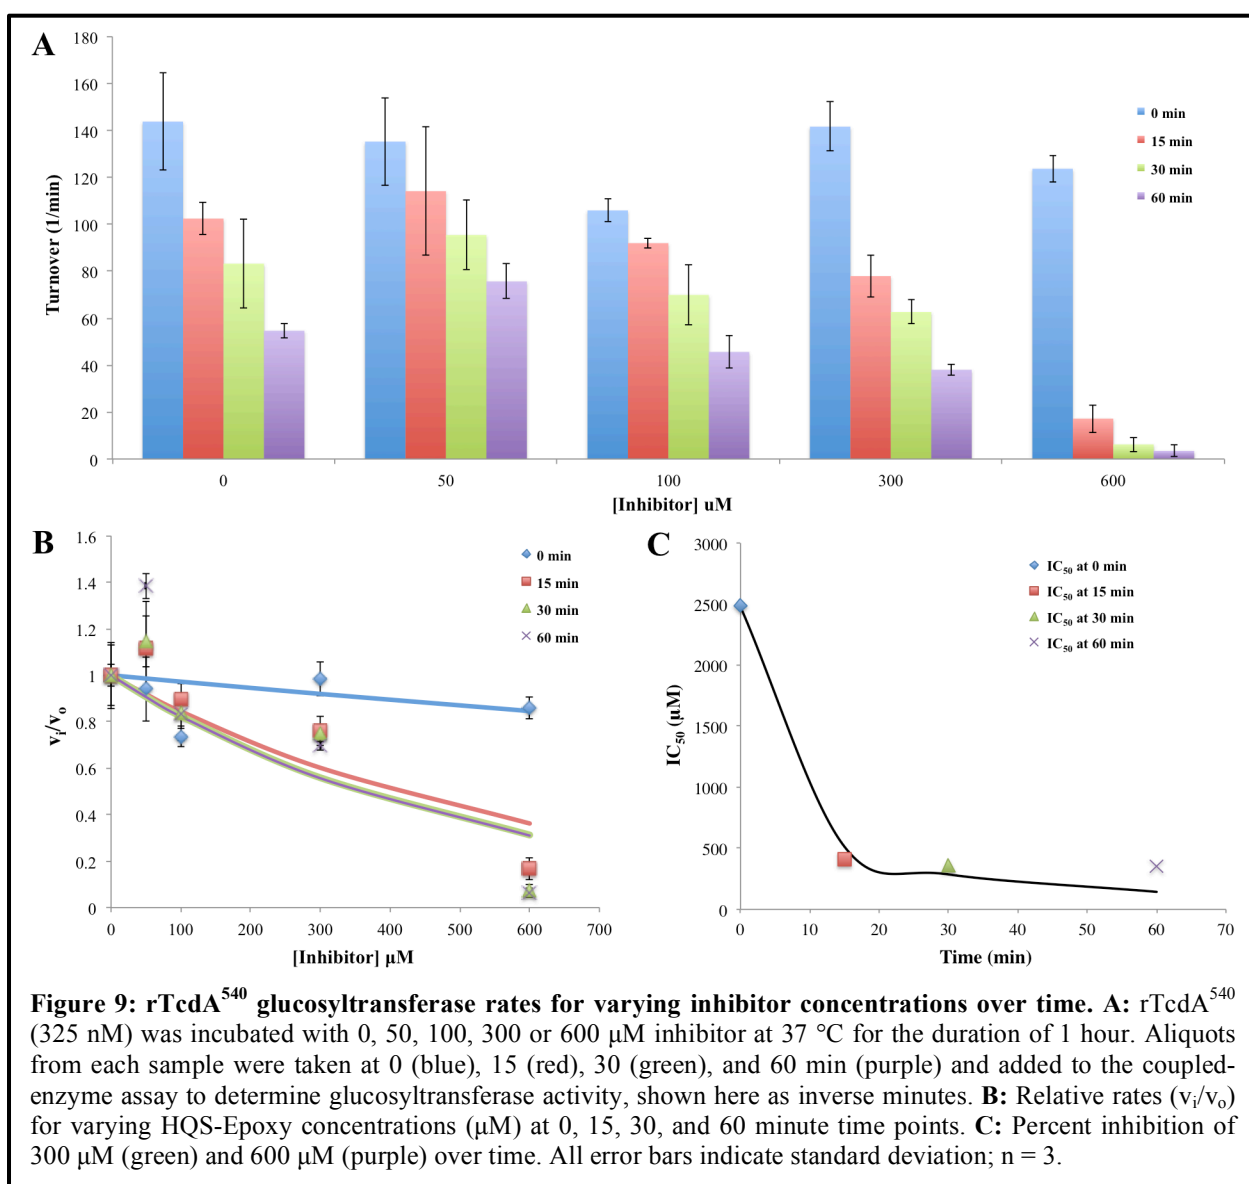 A
180
160
140
120
100
80
60
40
20
0
Turnover (1/min)
0 min
15 min
30 min
60 min
0 50 100 300 600
[Inhibitor] uM
B
1.6
1.4
1.2
1
0.8
0.6
0.4
0.2
0
vi/vo
0 min
15 min
30 min
60 min
0 100 200 300 400 500 600 700
[Inhibitor] µM
C
3000
2500
2000
1500
1000
500
0
IC50 (µM)
IC50 at 0 min
IC50 at 15 min
IC50 at 30 min
IC50 at 60 min
0 10 20 30 40 50 60 70
Time (min)
Figure 9: rTcdA540 glucosyltransferase rates for varying inhibitor concentrations over time. A: rTcdA540
(325 nM) was incubated with 0, 50, 100, 300 or 600 µM inhibitor at 37 °C for the duration of 1 hour. Aliquots
from each sample were taken at 0 (blue), 15 (red), 30 (green), and 60 min (purple) and added to the coupled-
enzyme assay to determine glucosyltransferase activity, shown here as inverse minutes. B: Relative rates (vi/vo)
for varying HQS-Epoxy concentrations (µM) at 0, 15, 30, and 60 minute time points. C: Percent inhibition of
300 µM (green) and 600 µM (purple) over time. All error bars indicate standard deviation; n = 3.